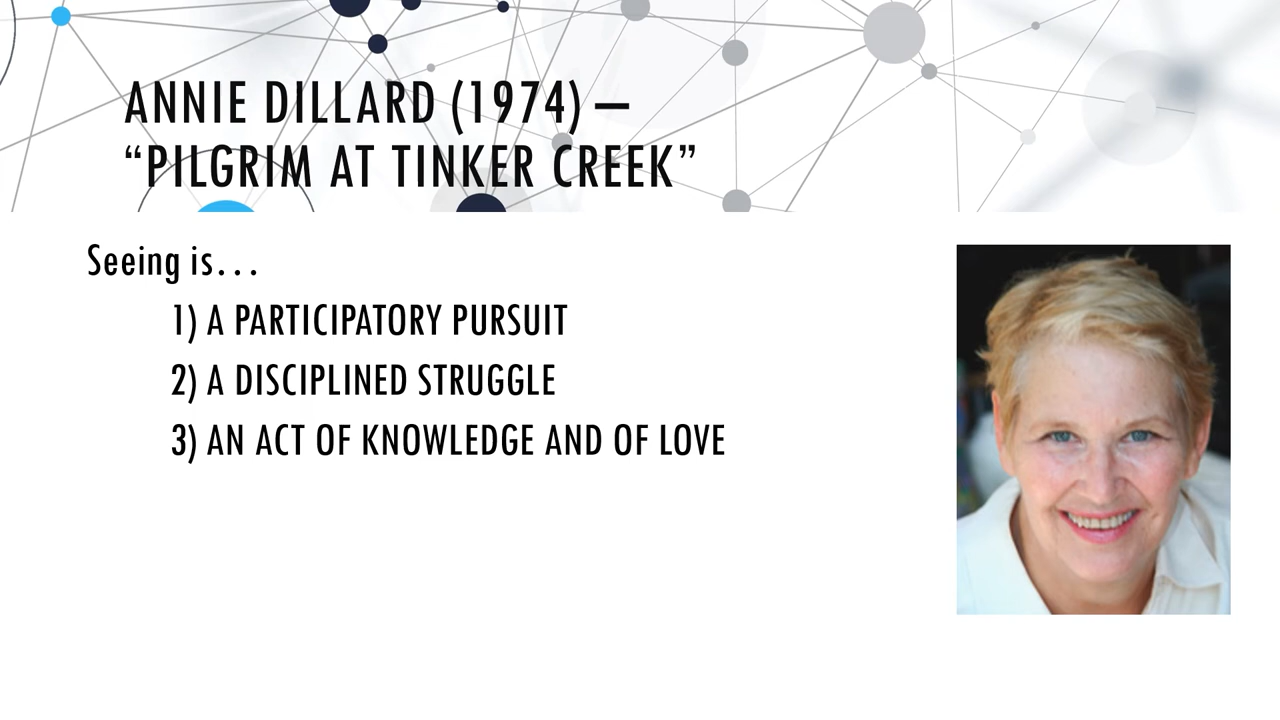 ANNIE DILLARD (1974) –
“PILGRIM AT TINKER CREEK”
Seeing is…
1) A PARTICIPATORY PURSUIT
2) A DISCIPLINED STRUGGLE
3) AN ACT OF KNOWLEDGE AND OF LOVE